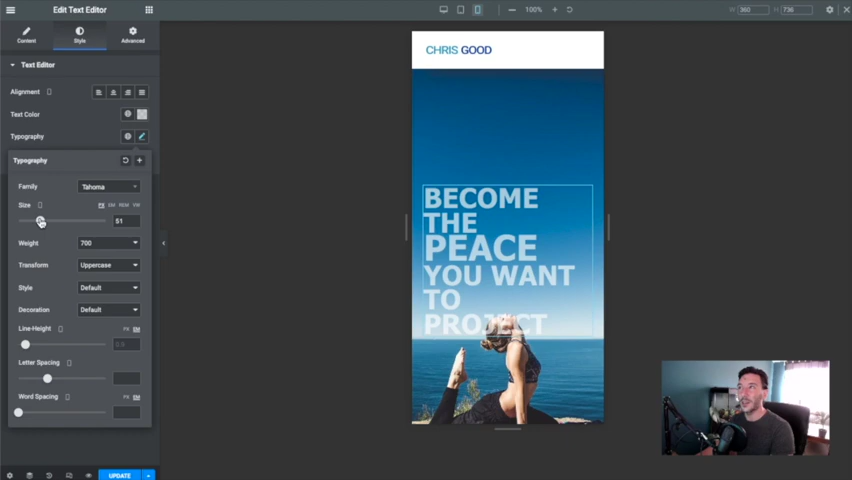 Edit Text Editor
100%
W 360 H 736
Content Style Advanced
Text Editor
Alignment
Text Color
Typography
Typography
Family Tahoma
Size PX EM REM VW
51
Weight 700
Transform Uppercase
Style Default
Decoration Default
Line-Height PX EM
0.9
Letter Spacing
Word Spacing PX EM
UPDATE
CHRIS GOOD
BECOME
THE
PEACE
YOU WANT
TO
PROJECT